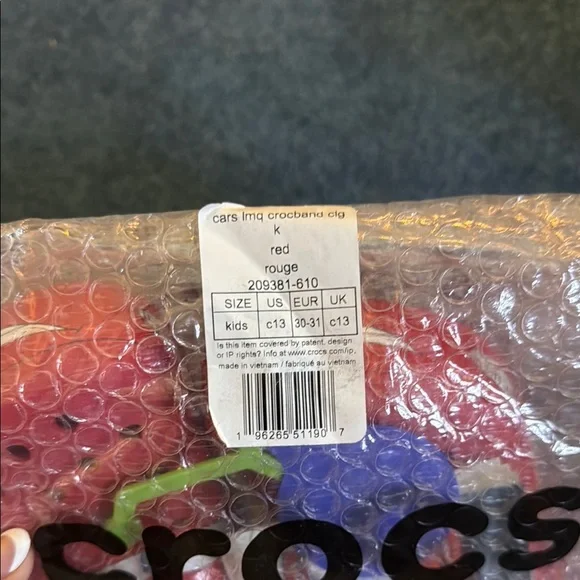 cars lmq crocband clg
k
red
rouge
209381-610
SIZE US EUR UK
kids c13 30-31 c13
Is this item covered by patent, design
or IP rights? Info at www.crocs.com/ip.
made in vietnam / fabriqué au vietnam
1 96265 51190 7
crocs